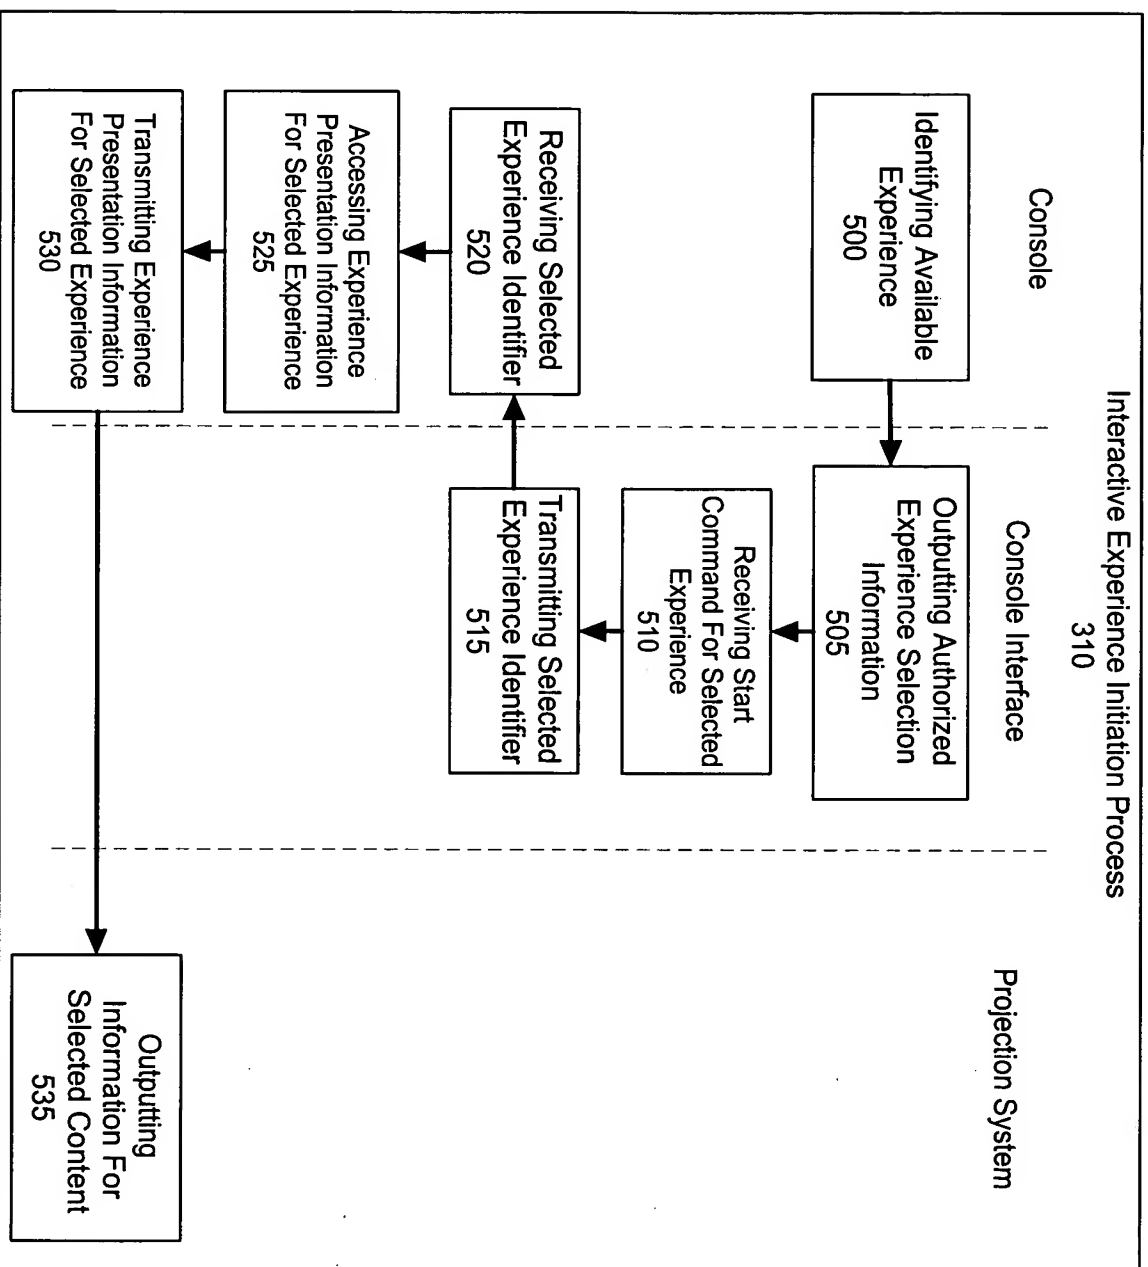 Interactive Experience Initiation Process
310
Console
Console Interface
Projection System
Identifying Available
Experience
500
Outputting Authorized
Experience Selection
Information
505
Receiving Start
Command For Selected
Experience
510
Transmitting Selected
Experience Identifier
515
Receiving Selected
Experience Identifier
520
Accessing Experience
Presentation Information
For Selected Experience
525
Transmitting Experience
Presentation Information
For Selected Experience
530
Outputting
Information For
Selected Content
535